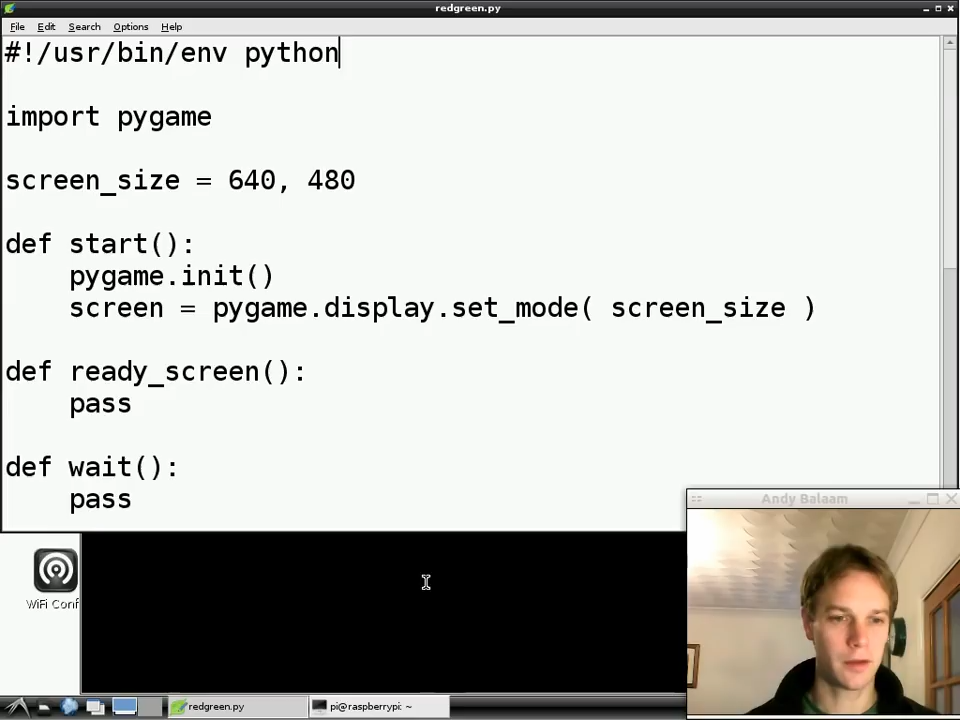 redgreen.py
File Edit Search Options Help
#!/usr/bin/env python
import pygame
screen_size = 640, 480
def start():
    pygame.init()
    screen = pygame.display.set_mode( screen_size )
def ready_screen():
    pass
def wait():
    pass
Andy Balaam
WiFi Conf
redgreen.py
pi@raspberrypi: ~